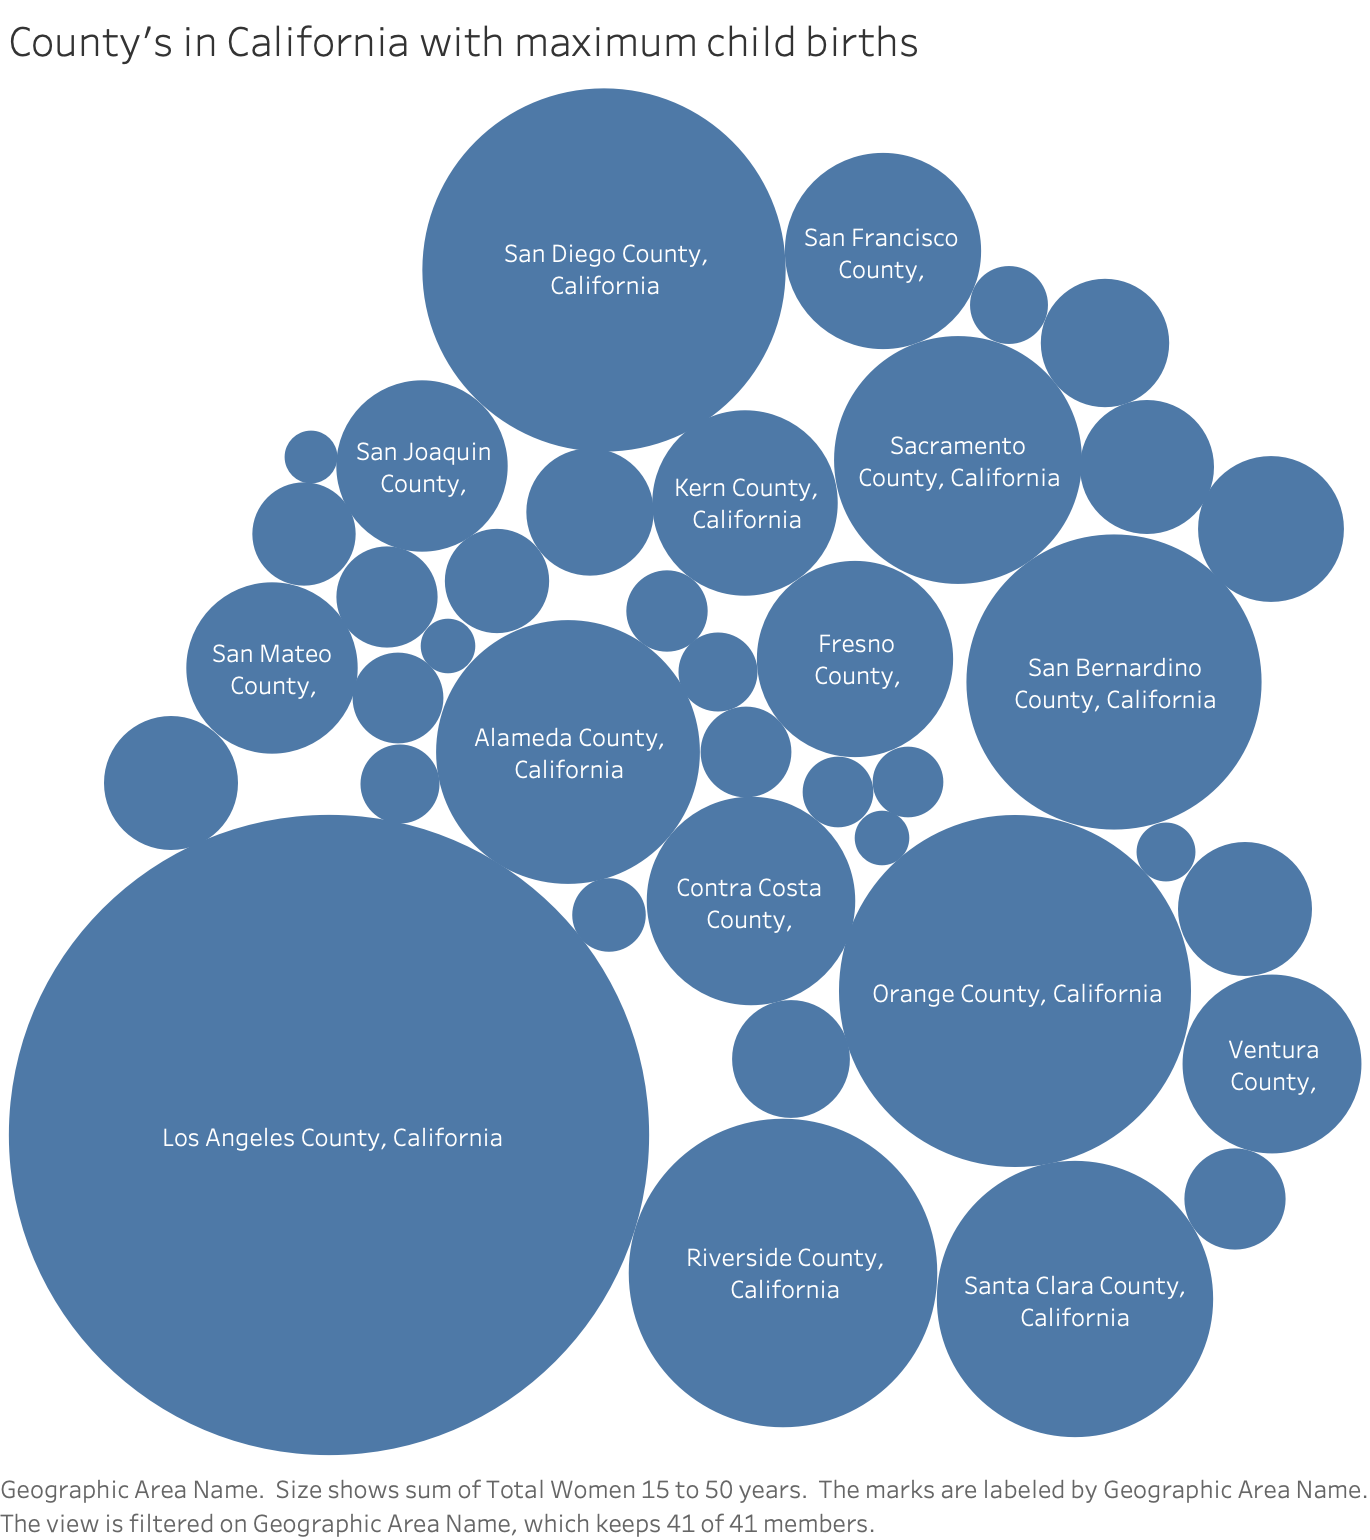 County's in California with maximum child births
San Diego County,
California
San Francisco
County,
San Joaquin
County,
Kern County,
California
Sacramento
County, California
San Mateo
County,
Fresno
County,
San Bernardino
County, California
Alameda County,
California
Contra Costa
County,
Orange County, California
Ventura
County,
Los Angeles County, California
Riverside County,
California
Santa Clara County,
California
Geographic Area Name.  Size shows sum of Total Women 15 to 50 years.  The marks are labeled by Geographic Area Name.
The view is filtered on Geographic Area Name, which keeps 41 of 41 members.